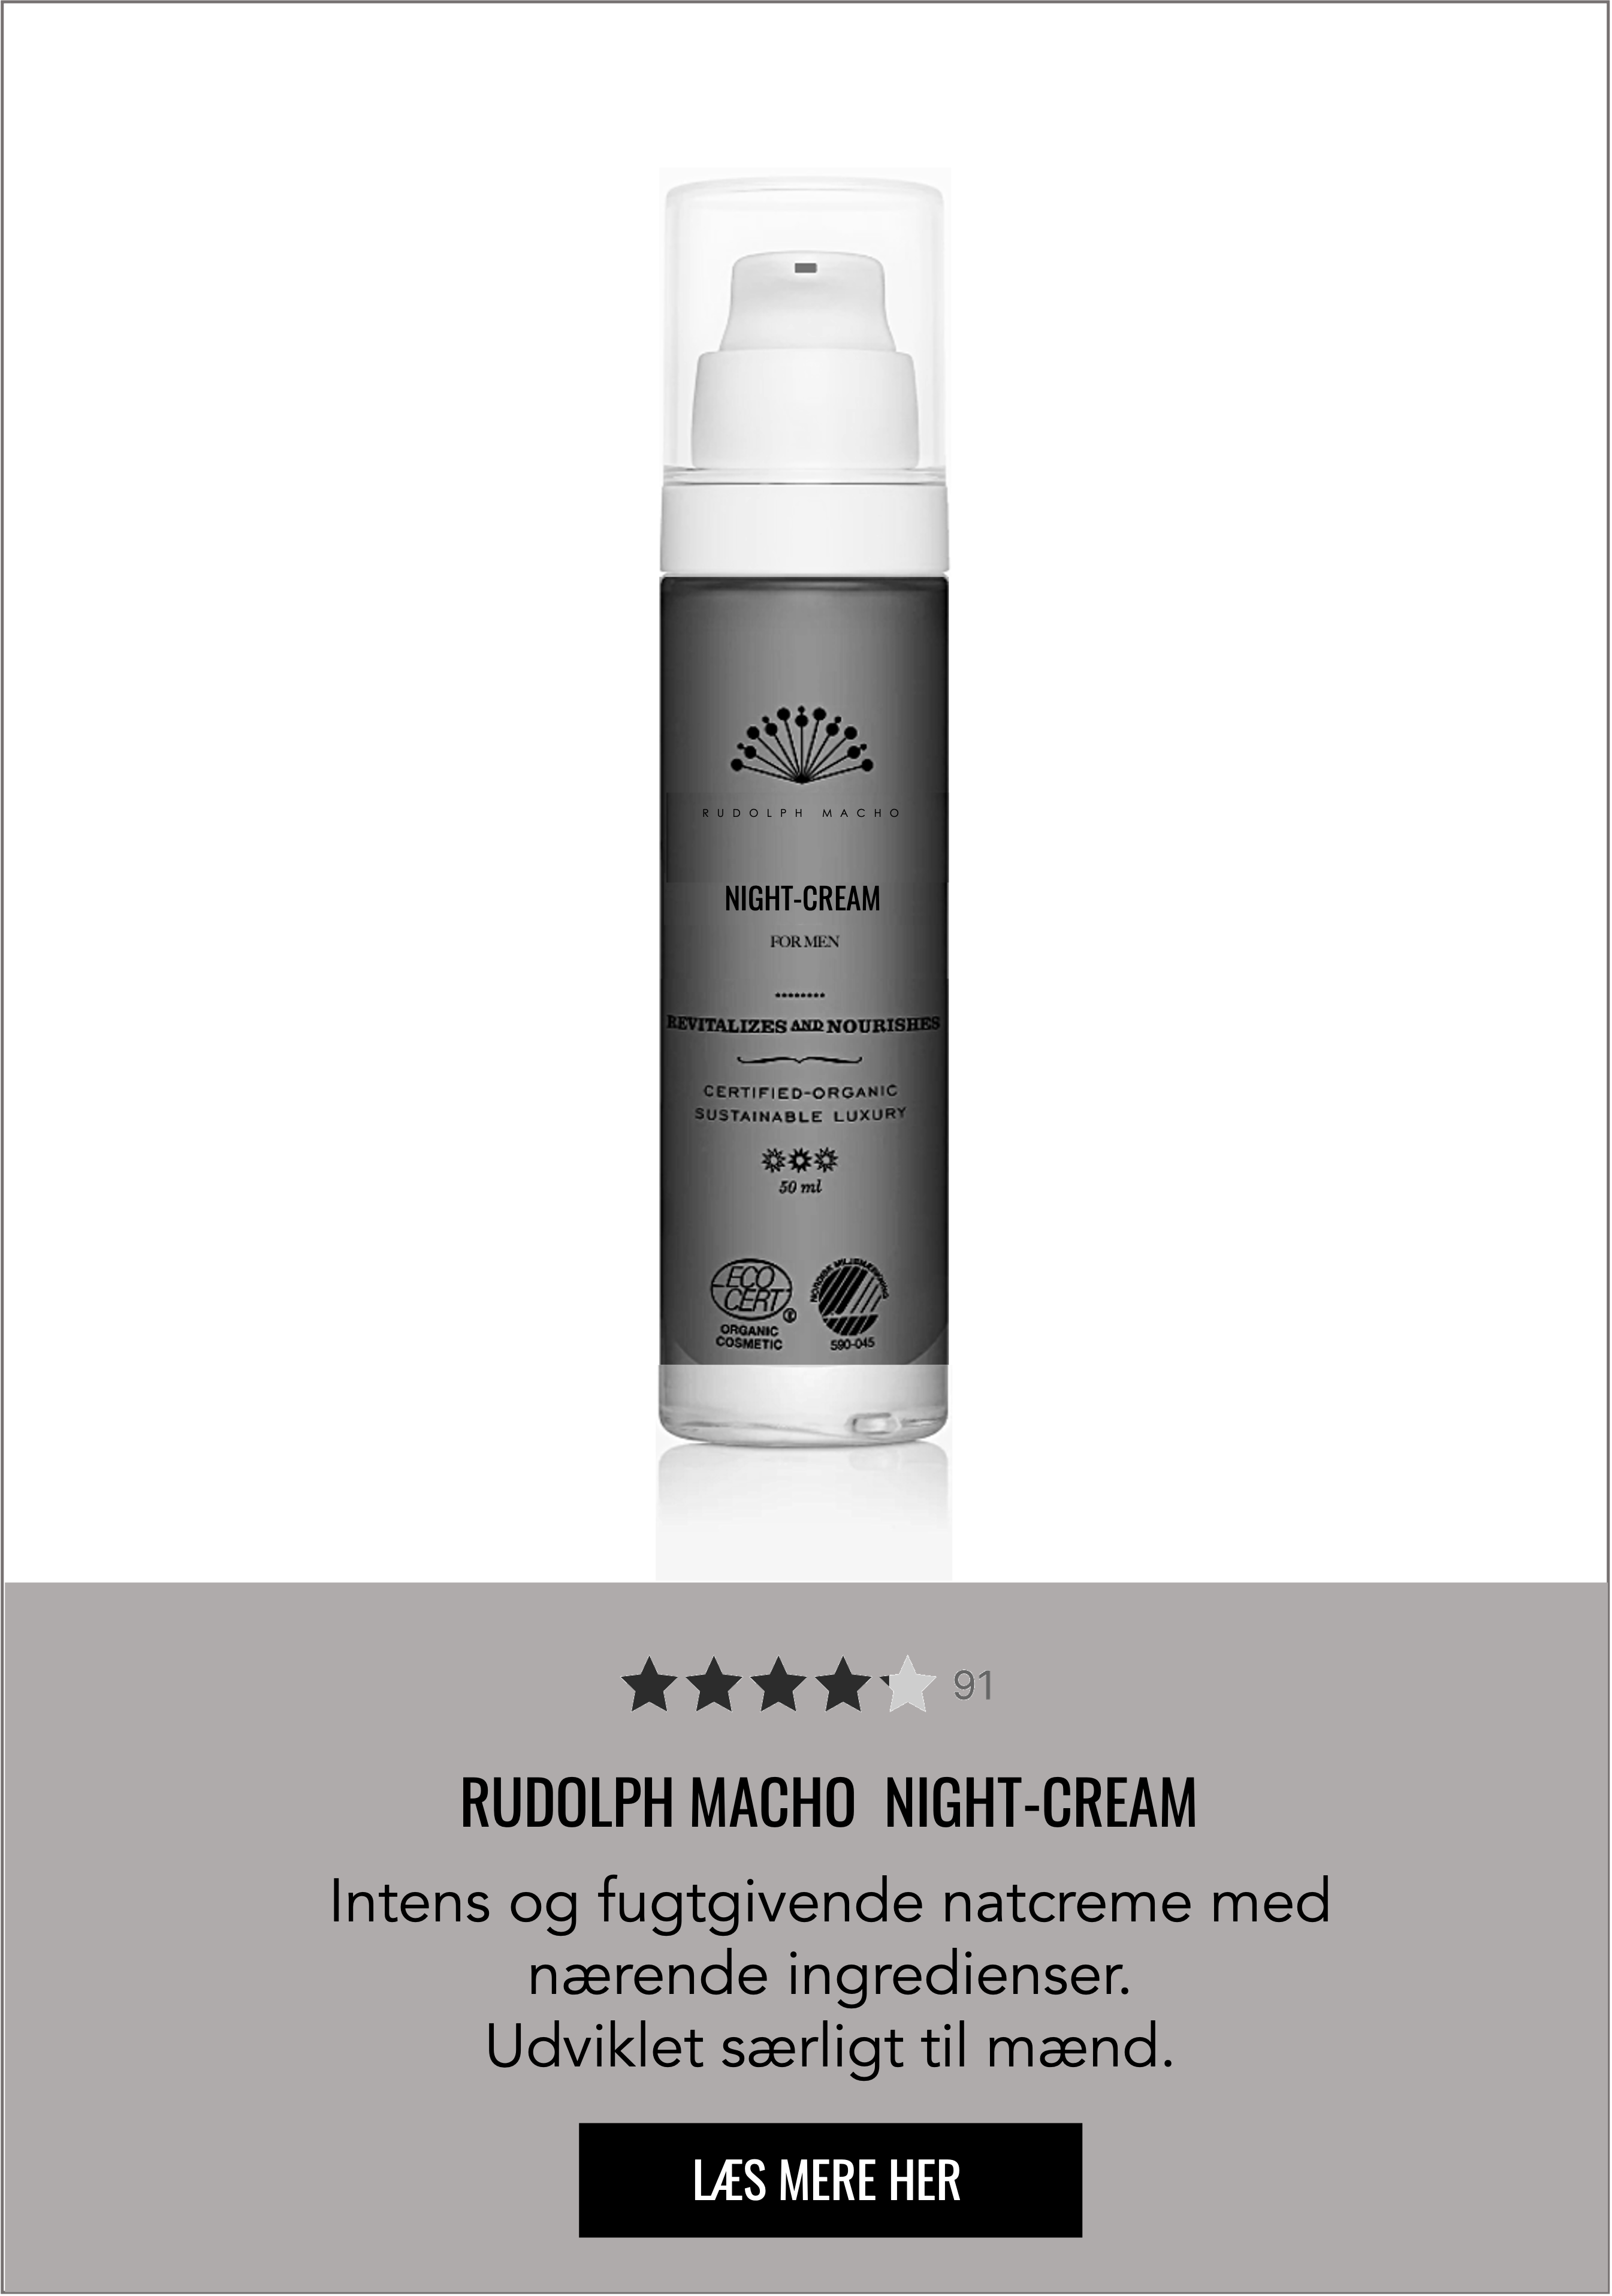 RUDOLPH MACHO
NIGHT-CREAM
FOR MEN
REVITALIZES AND NOURISHES
CERTIFIED-ORGANIC
SUSTAINABLE LUXURY
50 ml
ECO
CERT
®
ORGANIC
COSMETIC
NORDISK MILJØMÆRKNING
590-045
91
RUDOLPH MACHO NIGHT-CREAM
Intens og fugtgivende natcreme med
nærende ingredienser.
Udviklet særligt til mænd.
LÆS MERE HER